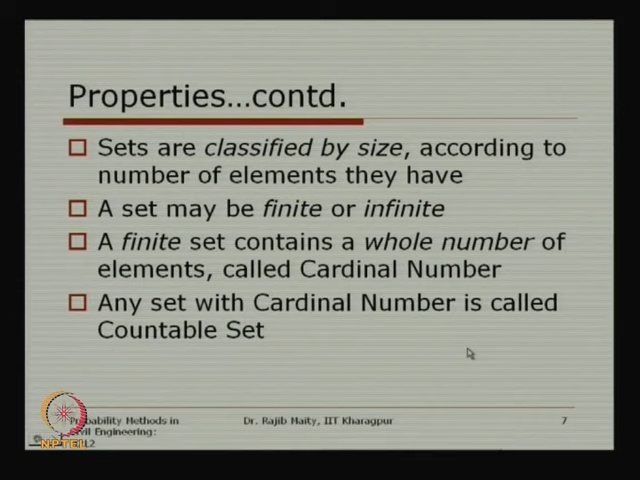 Properties...contd.
Sets are classified by size, according to
number of elements they have
A set may be finite or infinite
A finite set contains a whole number of
elements, called Cardinal Number
Any set with Cardinal Number is called
Countable Set
Probability Methods in
Civil Engineering:
L2
Dr. Rajib Maity, IIT Kharagpur
7
NPTEL